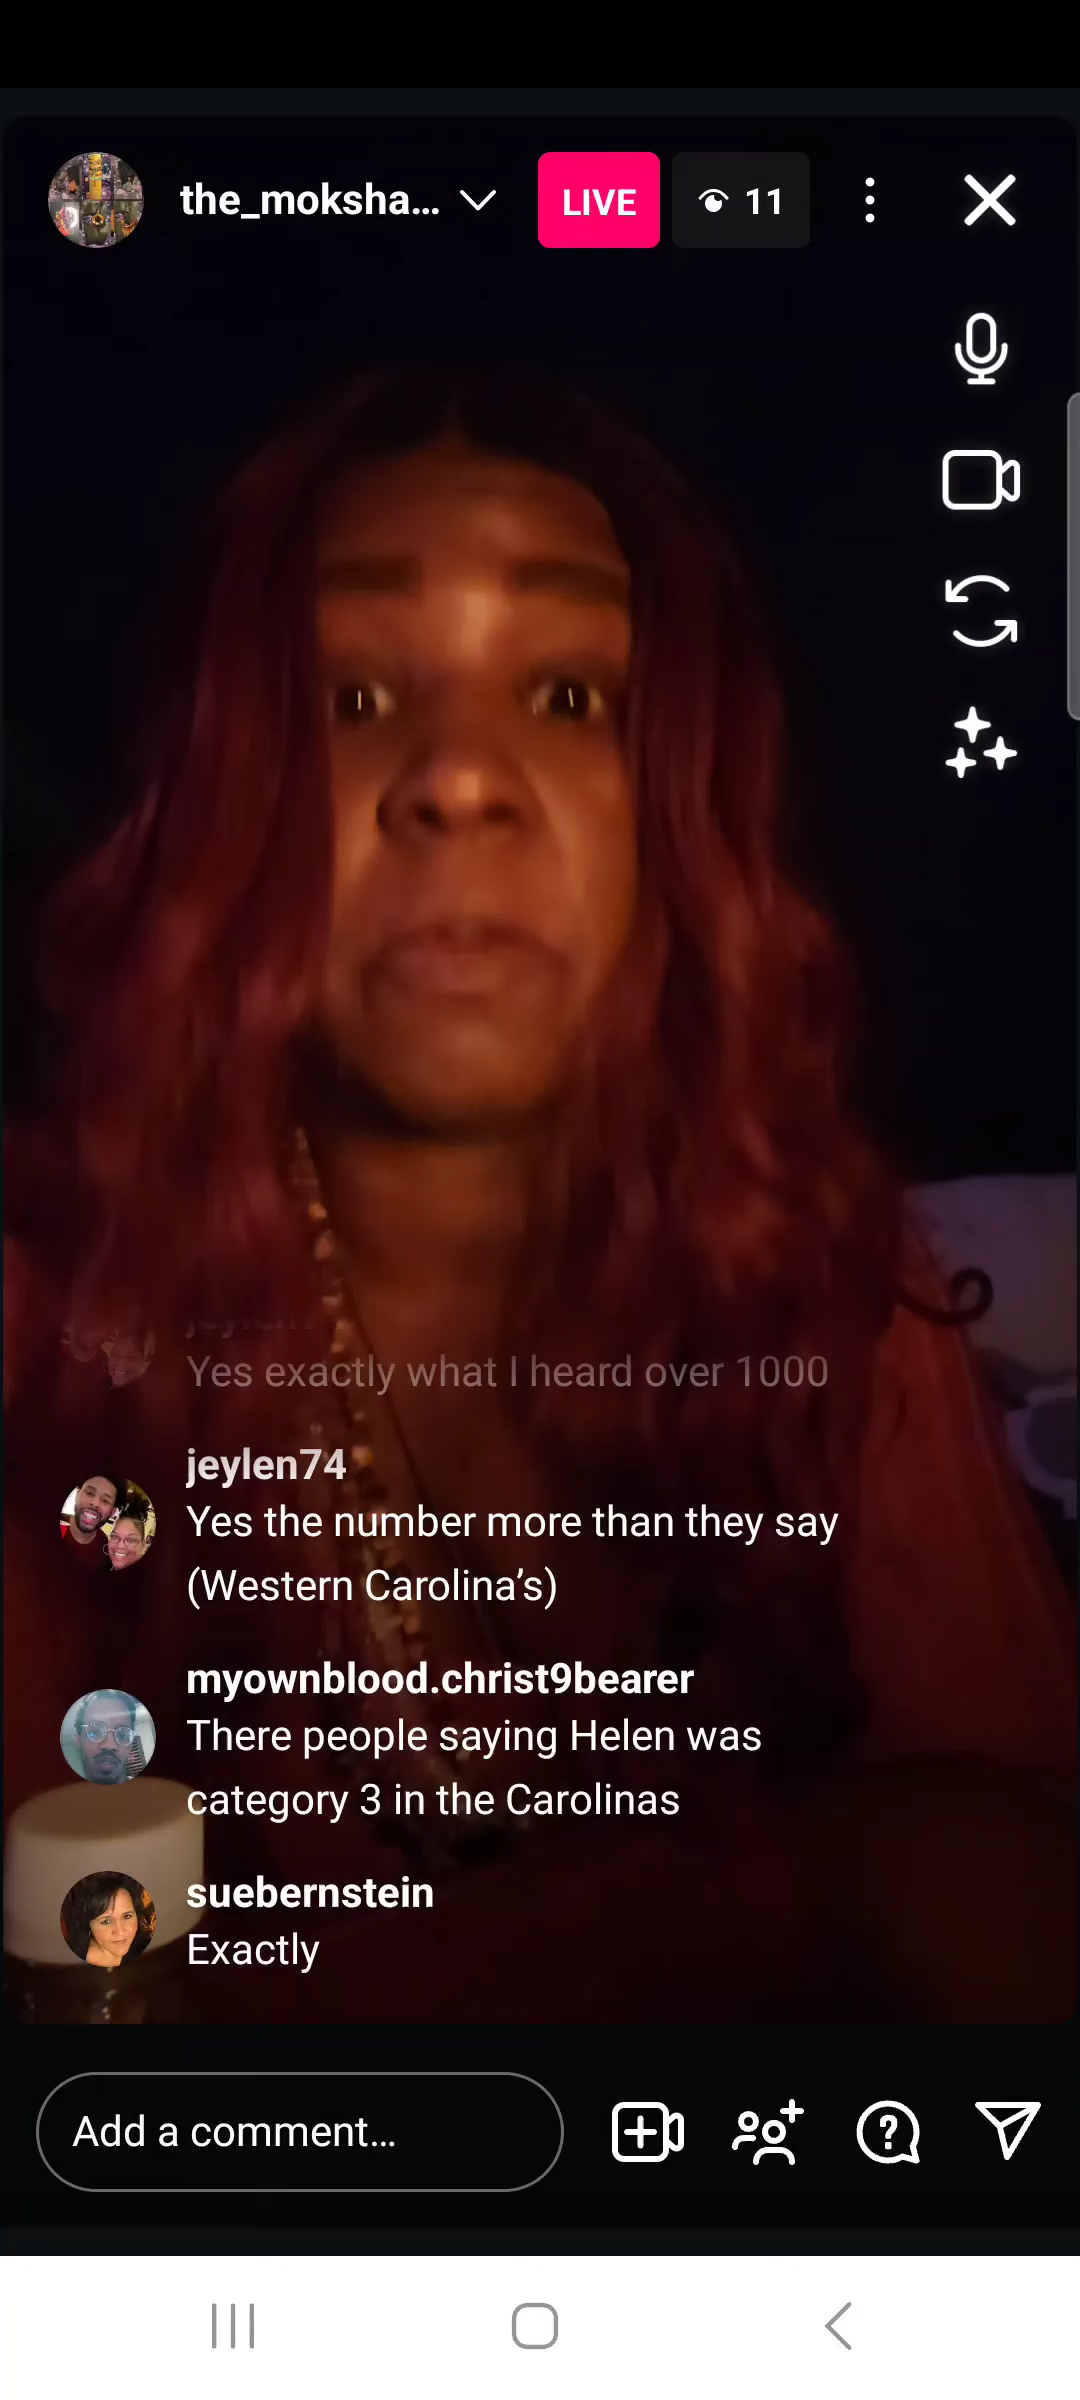 the_moksha...
LIVE
11
Yes exactly what I heard over 1000
jeylen74
Yes the number more than they say
(Western Carolina’s)
myownblood.christ9bearer
There people saying Helen was
category 3 in the Carolinas
suebernstein
Exactly
Add a comment...